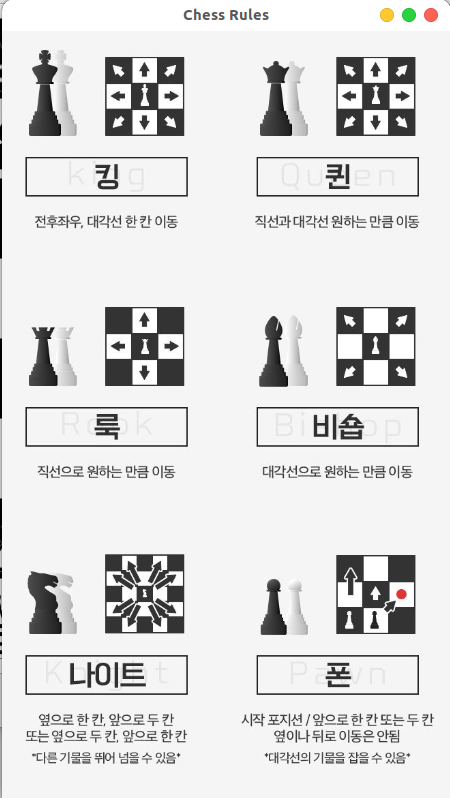 Chess Rules
king
킹
전후좌우, 대각선 한 칸 이동
Queen
퀸
직선과 대각선 원하는 만큼 이동
Rook
룩
직선으로 원하는 만큼 이동
Bishop
비숍
대각선으로 원하는 만큼 이동
Knight
나이트
옆으로 한 칸, 앞으로 두 칸
또는 옆으로 두 칸, 앞으로 한 칸
*다른 기물을 뛰어 넘을 수 있음*
Pawn
폰
시작 포지션 / 앞으로 한 칸 또는 두 칸
옆이나 뒤로 이동은 안됨
*대각선의 기물을 잡을 수 있음*